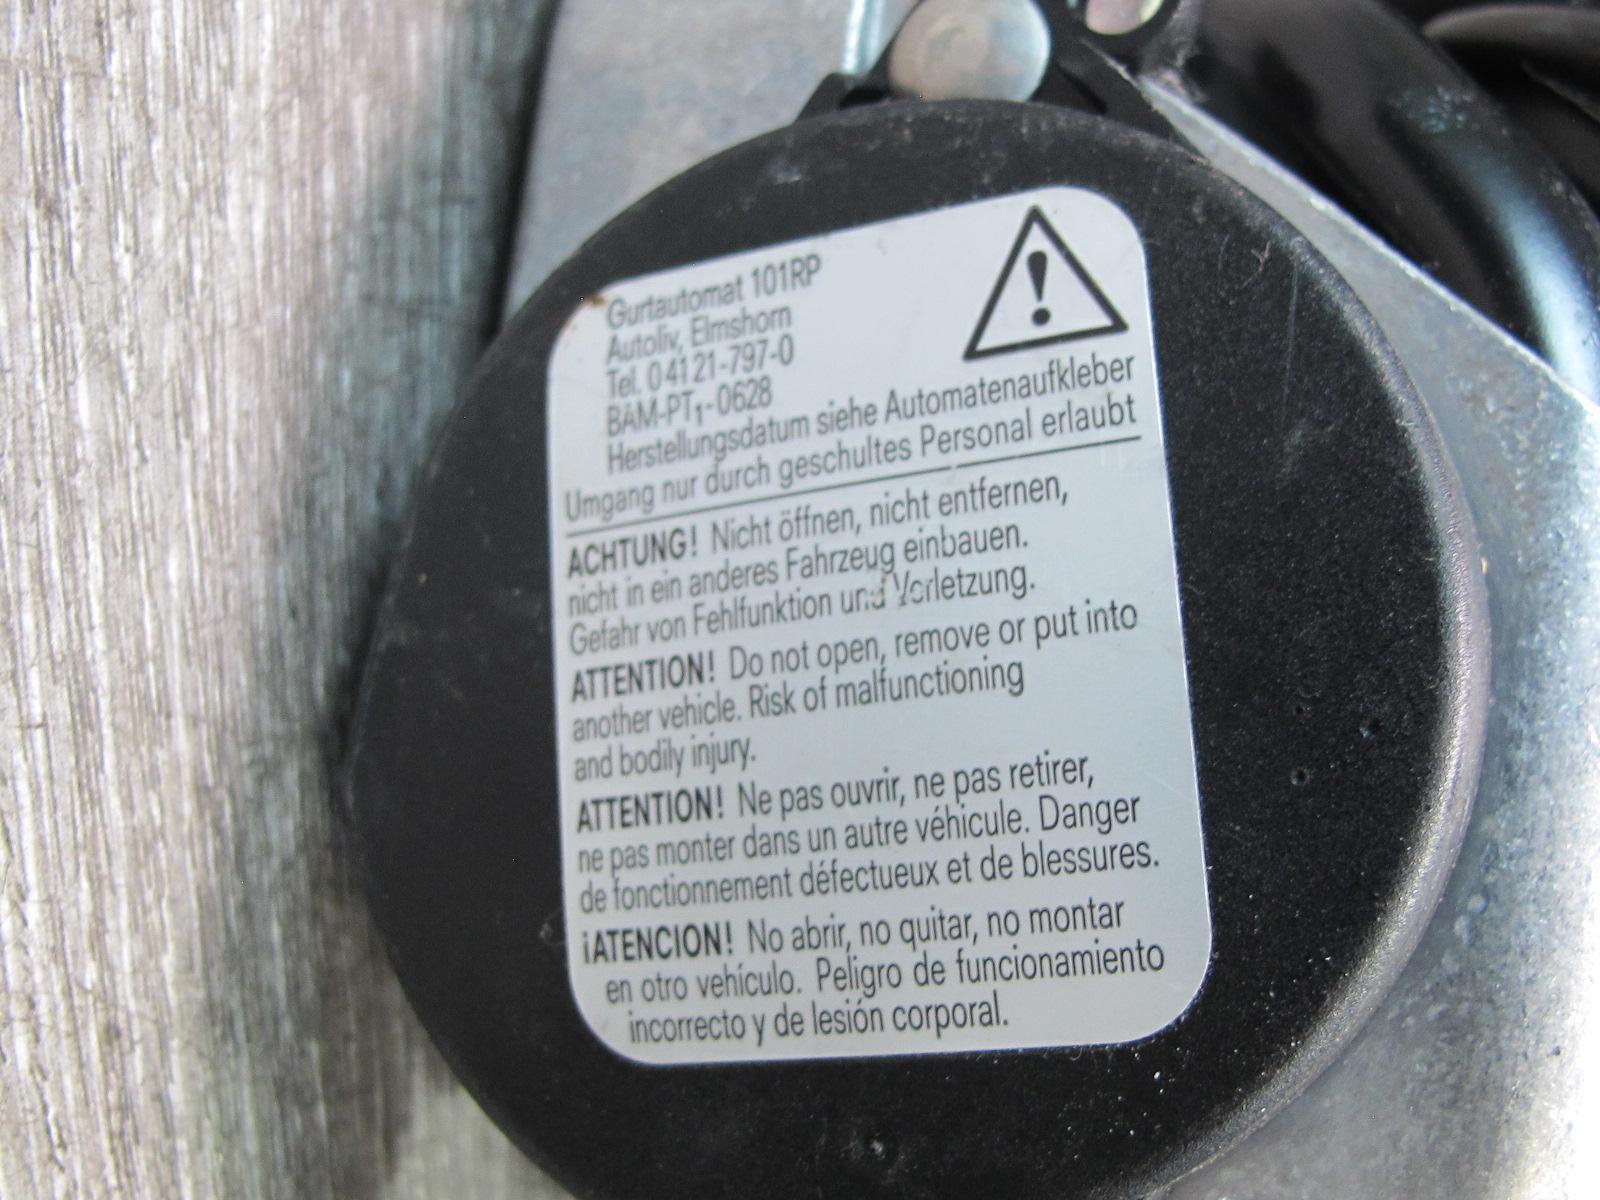 Gurtautomat 101RP
Autoliv, Elmshorn
Tel. 04121-797-0
BAM-PT₁-0628
Herstellungsdatum siehe Automatenaufkleber
Umgang nur durch geschultes Personal erlaubt
ACHTUNG! Nicht öffnen, nicht entfernen,
nicht in ein anderes Fahrzeug einbauen.
Gefahr von Fehlfunktion und Verletzung.
ATTENTION! Do not open, remove or put into
another vehicle. Risk of malfunctioning
and bodily injury.
ATTENTION! Ne pas ouvrir, ne pas retirer,
ne pas monter dans un autre véhicule. Danger
de fonctionnement défectueux et de blessures.
¡ATENCION! No abrir, no quitar, no montar
en otro vehículo. Peligro de funcionamiento
incorrecto y de lesión corporal.